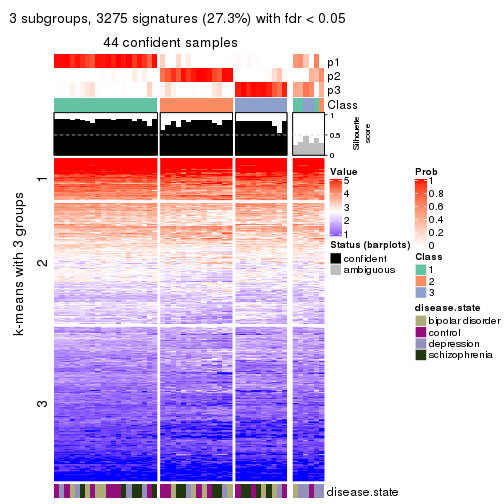 3 subgroups, 3275 signatures (27.3%) with fdr < 0.05
44 confident samples
p1
p2
p3
Class
1
0.5
0
Silhouette
score
k-means with 3 groups
1
2
3
Value
5
4
3
2
1
Status (barplots)
confident
ambiguous
Prob
1
0.8
0.6
0.4
0.2
0
Class
1
2
3
disease.state
bipolar disorder
control
depression
schizophrenia
disease.state